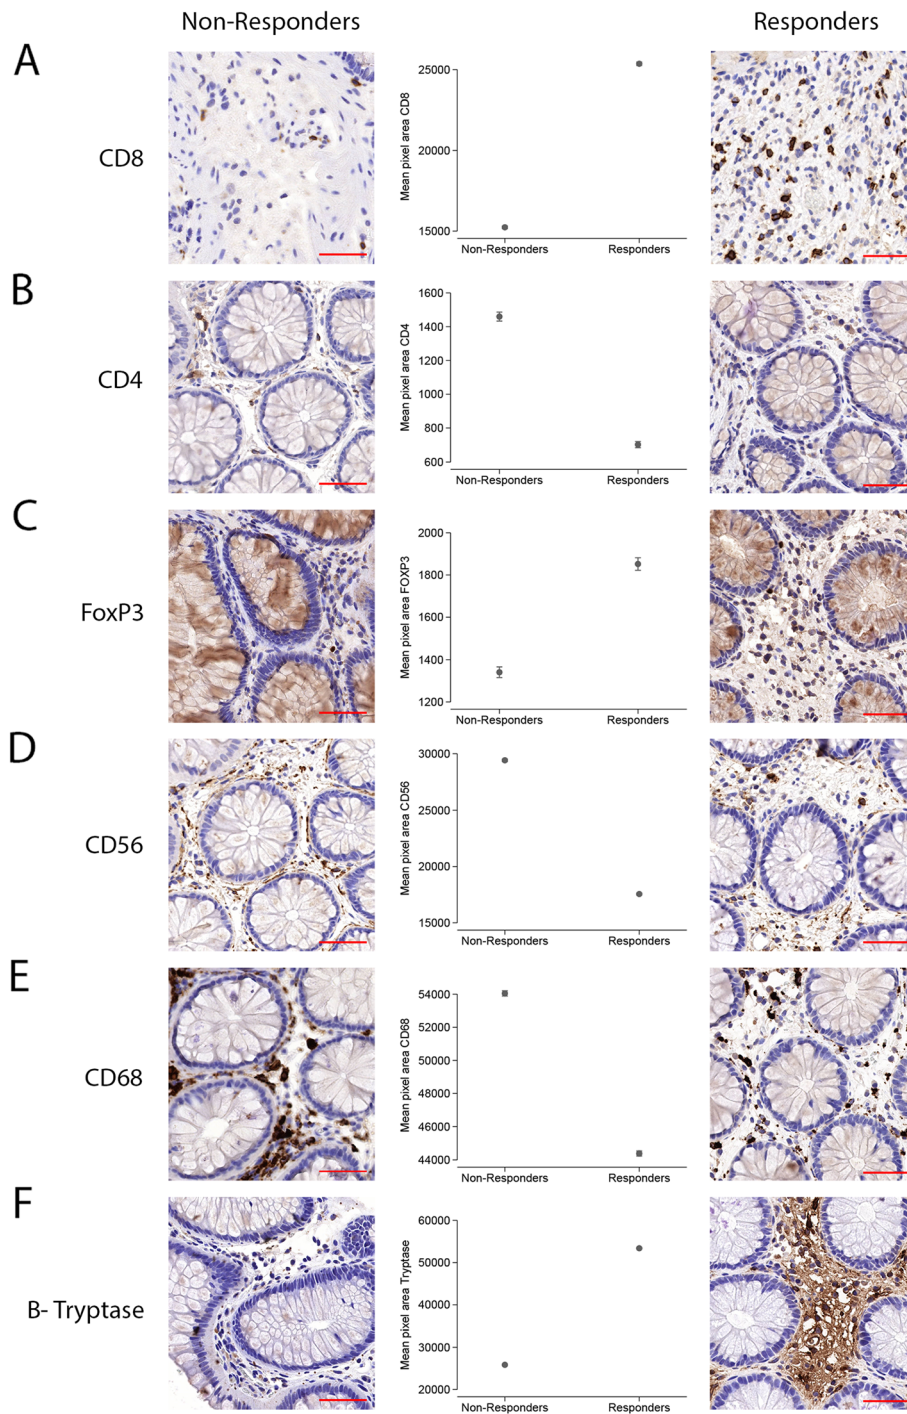 Non-Responders
Responders
A
CD8
Mean pixel area CD8
25000
20000
15000
Non-Responders
Responders
B
CD4
Mean pixel area CD4
1600
1400
1200
1000
800
600
Non-Responders
Responders
C
FoxP3
Mean pixel area FOXP3
2000
1800
1600
1400
1200
Non-Responders
Responders
D
CD56
Mean pixel area CD56
30000
25000
20000
15000
Non-Responders
Responders
E
CD68
Mean pixel area CD68
54000
52000
50000
48000
46000
44000
Non-Responders
Responders
F
B- Tryptase
Mean pixel area Tryptase
60000
50000
40000
30000
20000
Non-Responders
Responders